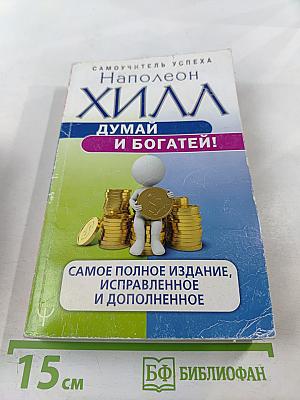 САМОУЧИТЕЛЬ УСПЕХА
Наполеон
ХИЛЛ
ДУМАЙ
И БОГАТЕЙ!
САМОЕ ПОЛНОЕ ИЗДАНИЕ,
ИСПРАВЛЕННОЕ
И ДОПОЛНЕННОЕ
15 см
БФ БИБЛИОФАН